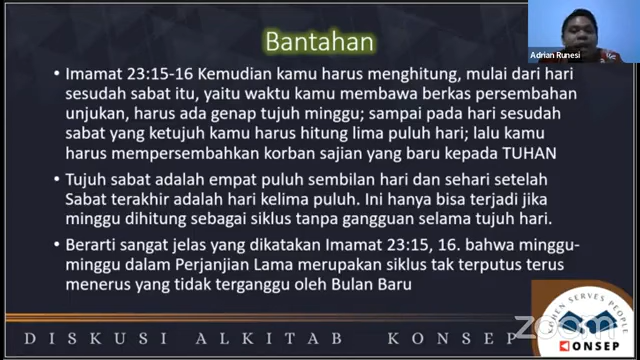 Bantahan
Adrian Runesi
• Imamat 23:15-16 Kemudian kamu harus menghitung, mulai dari hari
sesudah sabat itu, yaitu waktu kamu membawa berkas persembahan
unjukan, harus ada genap tujuh minggu; sampai pada hari sesudah
sabat yang ketujuh kamu harus hitung lima puluh hari; lalu kamu
harus mempersembahkan korban sajian yang baru kepada TUHAN
• Tujuh sabat adalah empat puluh sembilan hari dan sehari setelah
Sabat terakhir adalah hari kelima puluh. Ini hanya bisa terjadi jika
minggu dihitung sebagai siklus tanpa gangguan selama tujuh hari.
• Berarti sangat jelas yang dikatakan Imamat 23:15, 16. bahwa minggu-
minggu dalam Perjanjian Lama merupakan siklus tak terputus terus
menerus yang tidak terganggu oleh Bulan Baru
DISKUSI ALKITAB KONSEP
SERVES PEOPLE
zoom
KONSEP